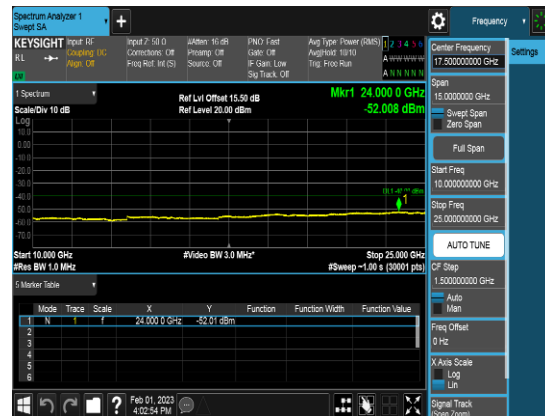 Spectrum Analyzer 1
Swept SA
Frequency
KEYSIGHT
RL
Input: RF
Coupling: DC
Align: Off
Input Z: 50 Ω
Corrections: Off
Freq Ref: Int (S)
#Atten: 16 dB
Preamp: Off
Source: Off
PNO: Fast
Gate: Off
IF Gain: Low
Sig Track: Off
Avg Type: Power (RMS)
Avg|Hold: 10/10
Trig: Free Run
1 2 3 4 5 6
A W W W W W
A N N N N N
1 Spectrum
Scale/Div 10 dB
Ref Lvl Offset 15.50 dB
Ref Level 20.00 dBm
Mkr1 24.000 0 GHz
-52.008 dBm
Log
10.0
0.00
-10.0
-20.0
-30.0
-40.0
-50.0
-60.0
-70.0
1
Start 10.000 GHz
#Video BW 3.0 MHz*
Stop 25.000 GHz
#Res BW 1.0 MHz
#Sweep ~1.00 s (30001 pts)
5 Marker Table
Mode Trace Scale X Y Function Function Width Function Value
1 N 1 f 24.000 0 GHz -52.01 dBm
2
3
4
5
6
Feb 01, 2023
4:02:54 PM
Center Frequency
17.500000000 GHz
Settings
Span
15.0000000 GHz
Swept Span
Zero Span
Full Span
Start Freq
10.000000000 GHz
Stop Freq
25.000000000 GHz
AUTO TUNE
CF Step
1.500000000 GHz
Auto
Man
Freq Offset
0 Hz
X Axis Scale
Log
Lin
Signal Track
(Span Zoom)